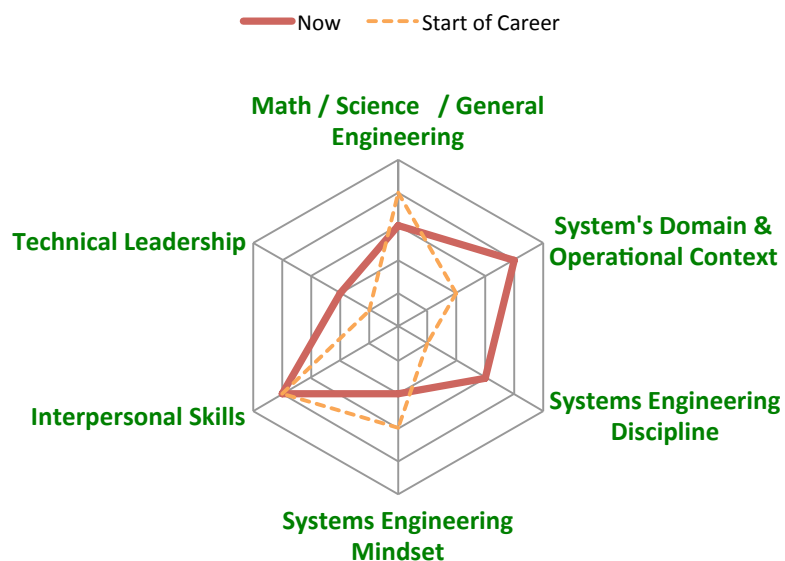 Now
Start of Career
Math / Science / General
Engineering
System's Domain &
Operational Context
Technical Leadership
Interpersonal Skills
Systems Engineering
Discipline
Systems Engineering
Mindset